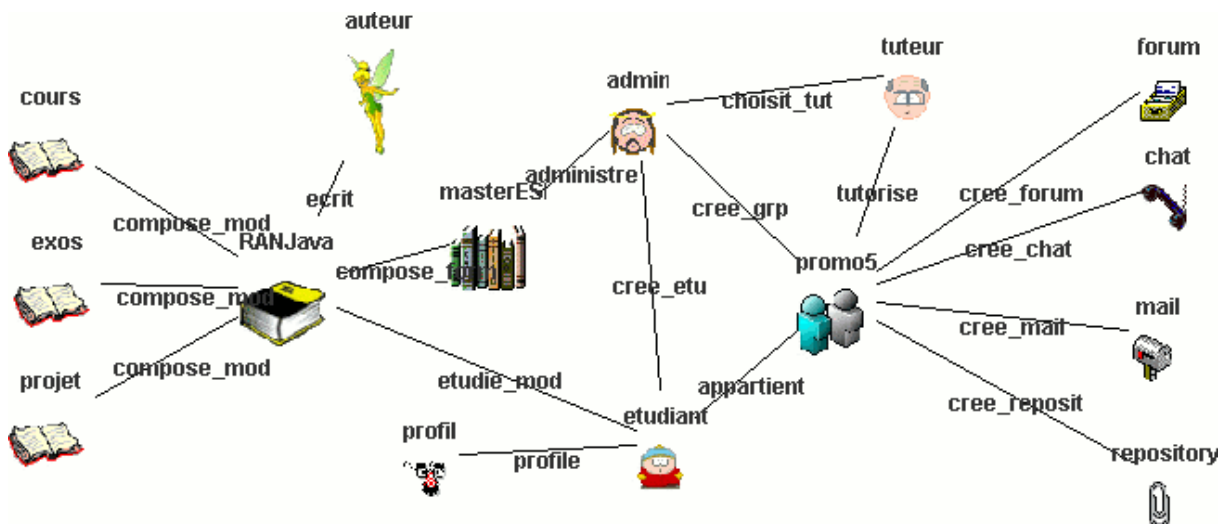 auteur
tuteur
forum
admin
cours
choisit_tut
chat
administre
masterESI
ecrit
tutorise
cree_forum
compose_mod
cree_grp
exos
RANJava
cree_chat
promo5
cree_etu
compose_mod
mail
cree_mail
compose_mod
projet
etudie_mod
appartient
cree_reposit
etudiant
profil
profile
repository